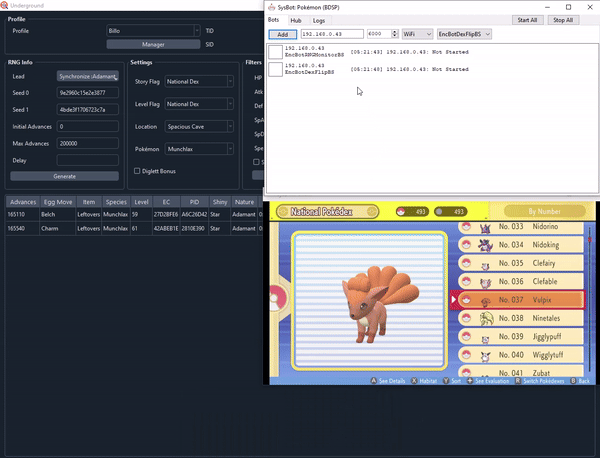 Underground
Profile
Profile
Billo
TID
Manager
SID
RNG Info
Settings
Filters
Lead
Synchronize :Adamant
Story Flag
National Dex
HP
Seed 0
9e2960c15e2e3877
Level Flag
National Dex
Atk
Seed 1
4bde3f1706723c7a
Def
Initial Advances
0
Location
Spacious Cave
SpA
Max Advances
200000
Pokémon
Munchlax
SpD
Delay
Diglett Bonus
Spe
Generate
Advances Egg Move Item Species Level EC PID Shiny Nature
165110 Belch Leftovers Munchlax 59 27D2BFE6 A6C26D42 Star Adamant
165540 Charm Leftovers Munchlax 61 42ABEB1E 2810E390 Star Adamant
SysBot: Pokémon (BDSP)
Bots Hub Logs
Start All Stop All
Add 192.168.0.43 6000 WiFi EncBotDexFlipBS
192.168.0.43
EncBotRNGMonitorBS [05:21:43] 192.168.0.43: Not Started
192.168.0.43
EncBotDexFlipBS [05:21:48] 192.168.0.43: Not Started
National Pokédex
493
493
By Number
No. 033 Nidorino
No. 034 Nidoking
No. 035 Clefairy
No. 036 Clefable
No. 037 Vulpix
No. 038 Ninetales
No. 039 Jigglypuff
No. 040 Wigglytuff
No. 041 Zubat
A See Details X Habitat Y Sort + See Evaluation R Switch Pokédexes B Back